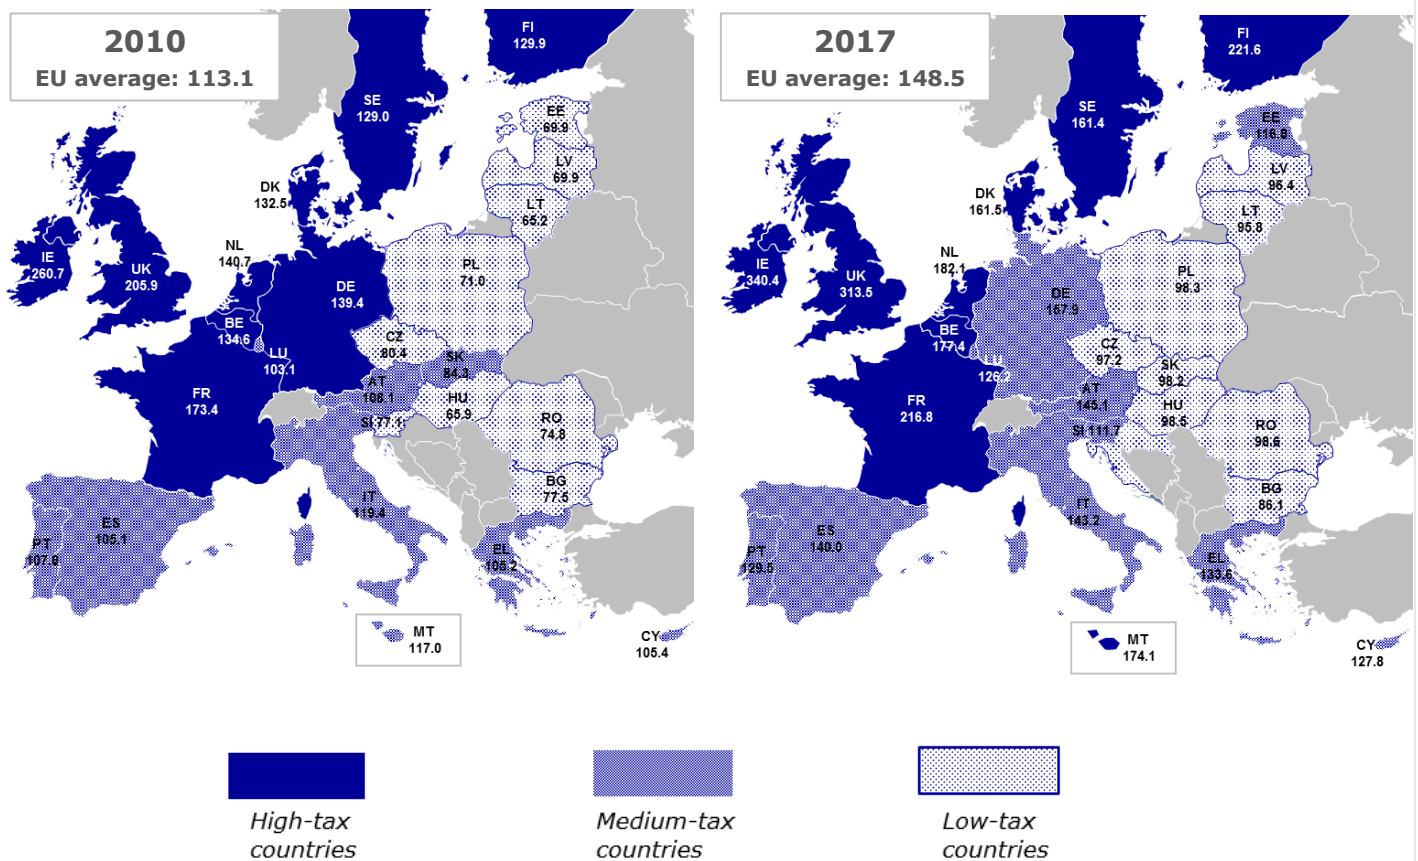 2010
EU average: 113.1
FI
129.9
SE
129.0
EE
69.9
LV
69.9
DK
132.5
LT
65.2
NL
140.7
IE
260.7
UK
205.9
PL
71.0
DE
139.4
BE
134.6
CZ
80.4
LU
103.1
SK
84.3
AT
108.1
FR
173.4
HU
65.9
SI 77.1
RO
74.8
BG
77.5
IT
119.4
ES
105.1
PT
107.0
EL
105.2
MT
117.0
CY
105.4
2017
EU average: 148.5
FI
221.6
SE
161.4
EE
116.8
LV
96.4
DK
161.5
LT
95.8
NL
182.1
IE
340.4
UK
313.5
PL
98.3
DE
157.9
BE
177.4
CZ
97.2
LU
126.2
SK
98.2
AT
145.1
FR
216.8
HU
98.5
SI 111.7
RO
98.6
BG
86.1
IT
143.2
ES
140.0
PT
129.5
EL
133.6
MT
174.1
CY
127.8
High-tax
countries
Medium-tax
countries
Low-tax
countries